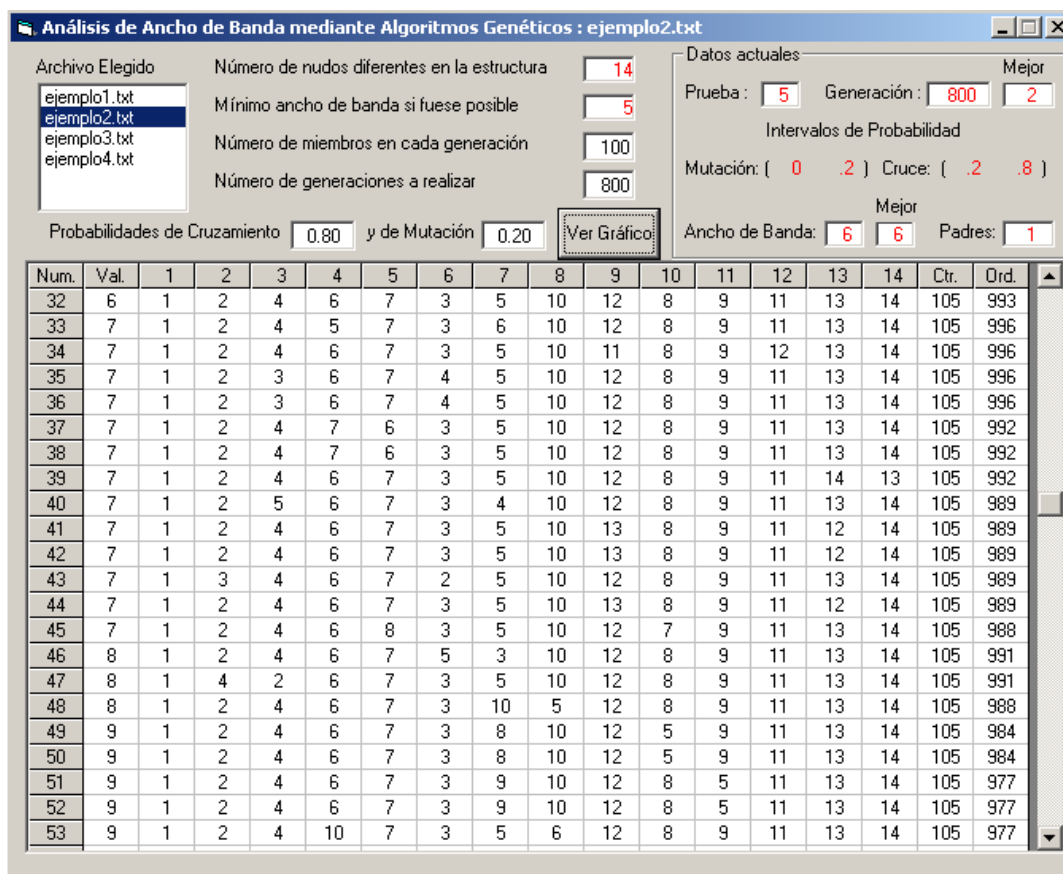 Análisis de Ancho de Banda mediante Algoritmos Genéticos : ejemplo2.txt
Archivo Elegido
ejemplo1.txt
ejemplo2.txt
ejemplo3.txt
ejemplo4.txt
Número de nudos diferentes en la estructura 14
Mínimo ancho de banda si fuese posible 5
Número de miembros en cada generación 100
Número de generaciones a realizar 800
Probabilidades de Cruzamiento 0.80 y de Mutación 0.20
Ver Gráfico
Datos actuales
Mejor
Prueba : 5 Generación : 800 2
Intervalos de Probabilidad
Mutación: ( 0 .2 ) Cruce: ( .2 .8 )
Mejor
Ancho de Banda: 6 6 Padres: 1
Num. Val. 1 2 3 4 5 6 7 8 9 10 11 12 13 14 Ctr. Ord.
32 6 1 2 4 6 7 3 5 10 12 8 9 11 13 14 105 993
33 7 1 2 4 5 7 3 6 10 12 8 9 11 13 14 105 996
34 7 1 2 4 6 7 3 5 10 11 8 9 12 13 14 105 996
35 7 1 2 3 6 7 4 5 10 12 8 9 11 13 14 105 996
36 7 1 2 3 6 7 4 5 10 12 8 9 11 13 14 105 996
37 7 1 2 4 7 6 3 5 10 12 8 9 11 13 14 105 992
38 7 1 2 4 7 6 3 5 10 12 8 9 11 13 14 105 992
39 7 1 2 4 6 7 3 5 10 12 8 9 11 14 13 105 992
40 7 1 2 5 6 7 3 4 10 12 8 9 11 13 14 105 989
41 7 1 2 4 6 7 3 5 10 13 8 9 11 12 14 105 989
42 7 1 2 4 6 7 3 5 10 13 8 9 11 12 14 105 989
43 7 1 3 4 6 7 2 5 10 12 8 9 11 13 14 105 989
44 7 1 2 4 6 7 3 5 10 13 8 9 11 12 14 105 989
45 7 1 2 4 6 8 3 5 10 12 7 9 11 13 14 105 988
46 8 1 2 4 6 7 5 3 10 12 8 9 11 13 14 105 991
47 8 1 4 2 6 7 3 5 10 12 8 9 11 13 14 105 991
48 8 1 2 4 6 7 3 10 5 12 8 9 11 13 14 105 988
49 9 1 2 4 6 7 3 8 10 12 5 9 11 13 14 105 984
50 9 1 2 4 6 7 3 8 10 12 5 9 11 13 14 105 984
51 9 1 2 4 6 7 3 9 10 12 8 5 11 13 14 105 977
52 9 1 2 4 6 7 3 9 10 12 8 5 11 13 14 105 977
53 9 1 2 4 10 7 3 5 6 12 8 9 11 13 14 105 977